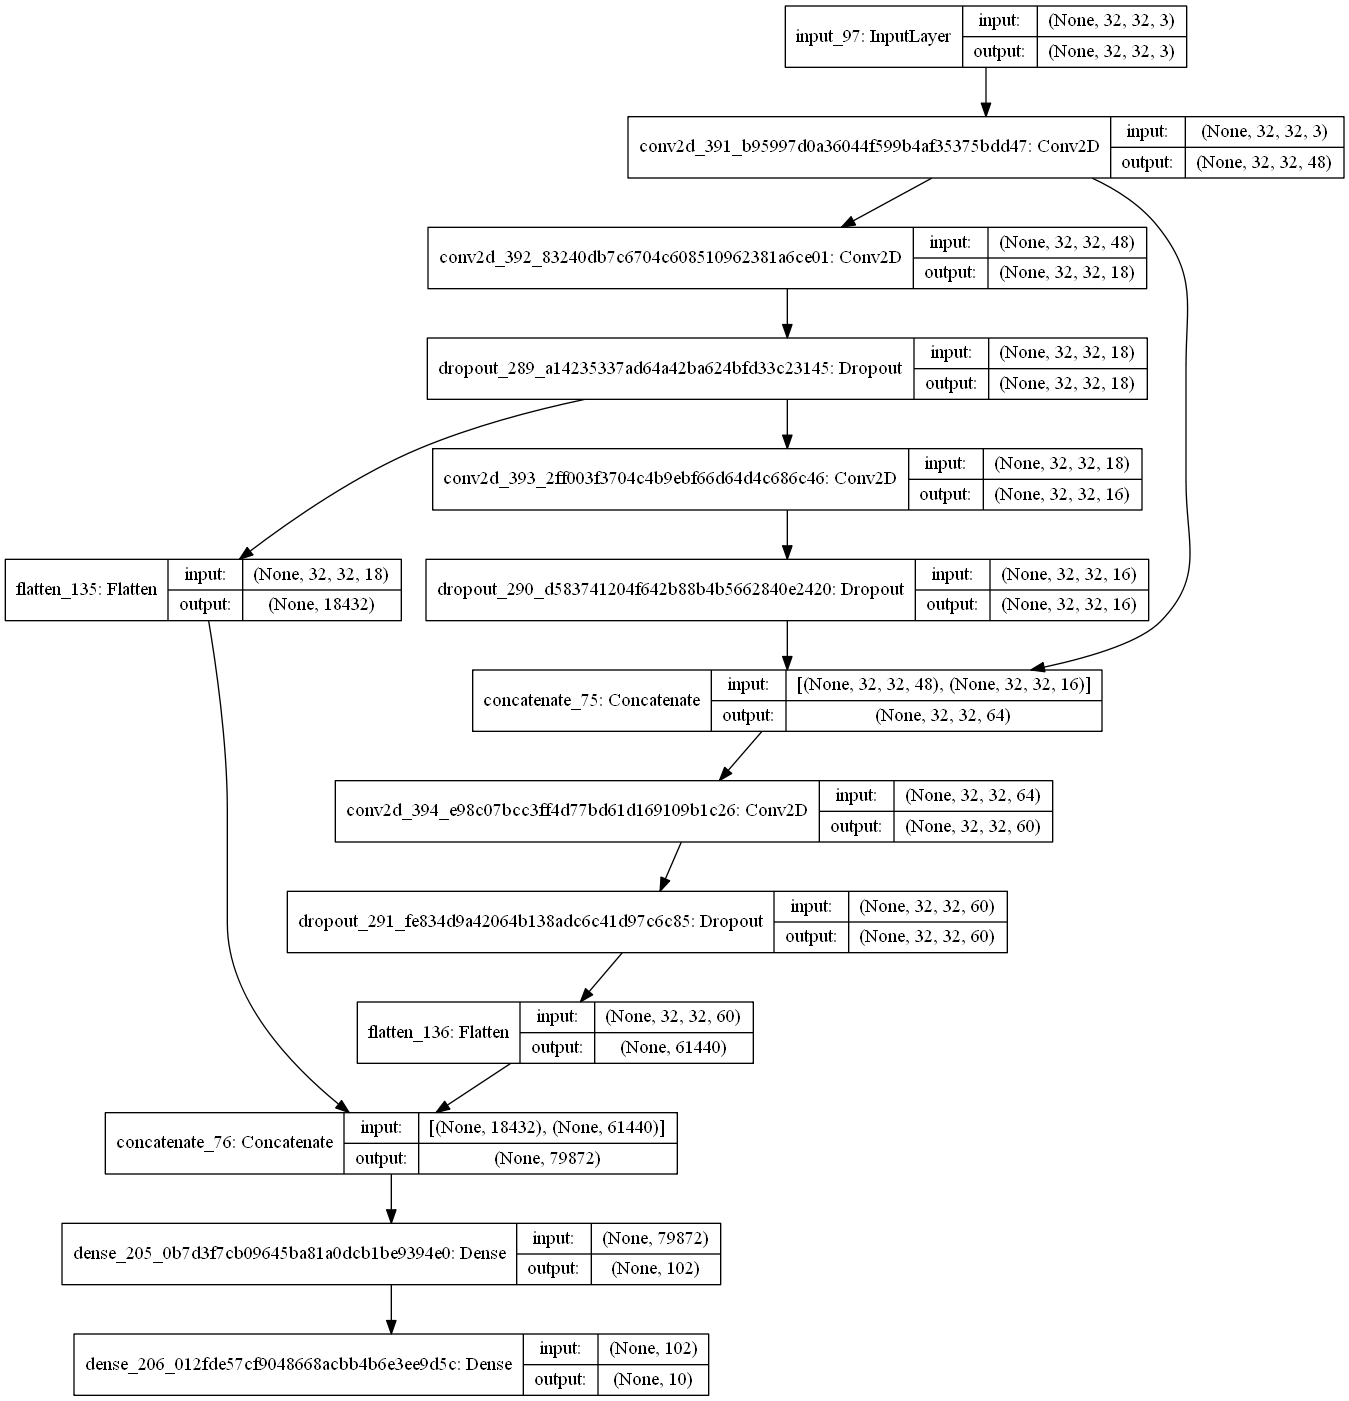 input_97: InputLayer
input: (None, 32, 32, 3)
output: (None, 32, 32, 3)
conv2d_391_b95997d0a36044f599b4af35375bdd47: Conv2D
input: (None, 32, 32, 3)
output: (None, 32, 32, 48)
conv2d_392_83240db7c6704c608510962381a6ce01: Conv2D
input: (None, 32, 32, 48)
output: (None, 32, 32, 18)
dropout_289_a14235337ad64a42ba624bfd33c23145: Dropout
input: (None, 32, 32, 18)
output: (None, 32, 32, 18)
conv2d_393_2ff003f3704c4b9ebf66d64d4c686c46: Conv2D
input: (None, 32, 32, 18)
output: (None, 32, 32, 16)
flatten_135: Flatten
input: (None, 32, 32, 18)
output: (None, 18432)
dropout_290_d583741204f642b88b4b5662840e2420: Dropout
input: (None, 32, 32, 16)
output: (None, 32, 32, 16)
concatenate_75: Concatenate
input: [(None, 32, 32, 48), (None, 32, 32, 16)]
output: (None, 32, 32, 64)
conv2d_394_e98c07bcc3ff4d77bd61d169109b1c26: Conv2D
input: (None, 32, 32, 64)
output: (None, 32, 32, 60)
dropout_291_fe834d9a42064b138adc6c41d97c6c85: Dropout
input: (None, 32, 32, 60)
output: (None, 32, 32, 60)
flatten_136: Flatten
input: (None, 32, 32, 60)
output: (None, 61440)
concatenate_76: Concatenate
input: [(None, 18432), (None, 61440)]
output: (None, 79872)
dense_205_0b7d3f7cb09645ba81a0dcb1be9394e0: Dense
input: (None, 79872)
output: (None, 102)
dense_206_012fde57cf9048668acbb4b6e3ee9d5c: Dense
input: (None, 102)
output: (None, 10)